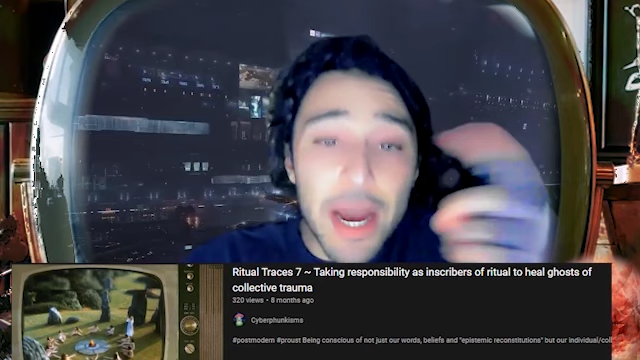 Ritual Traces 7 ~ Taking responsibility as inscribers of ritual to heal ghosts of
collective trauma
320 views • 8 months ago
Cyberphunkisms
#postmodern #proust Being conscious of not just our words, beliefs and "epistemic reconstitutions" but our individual/coll